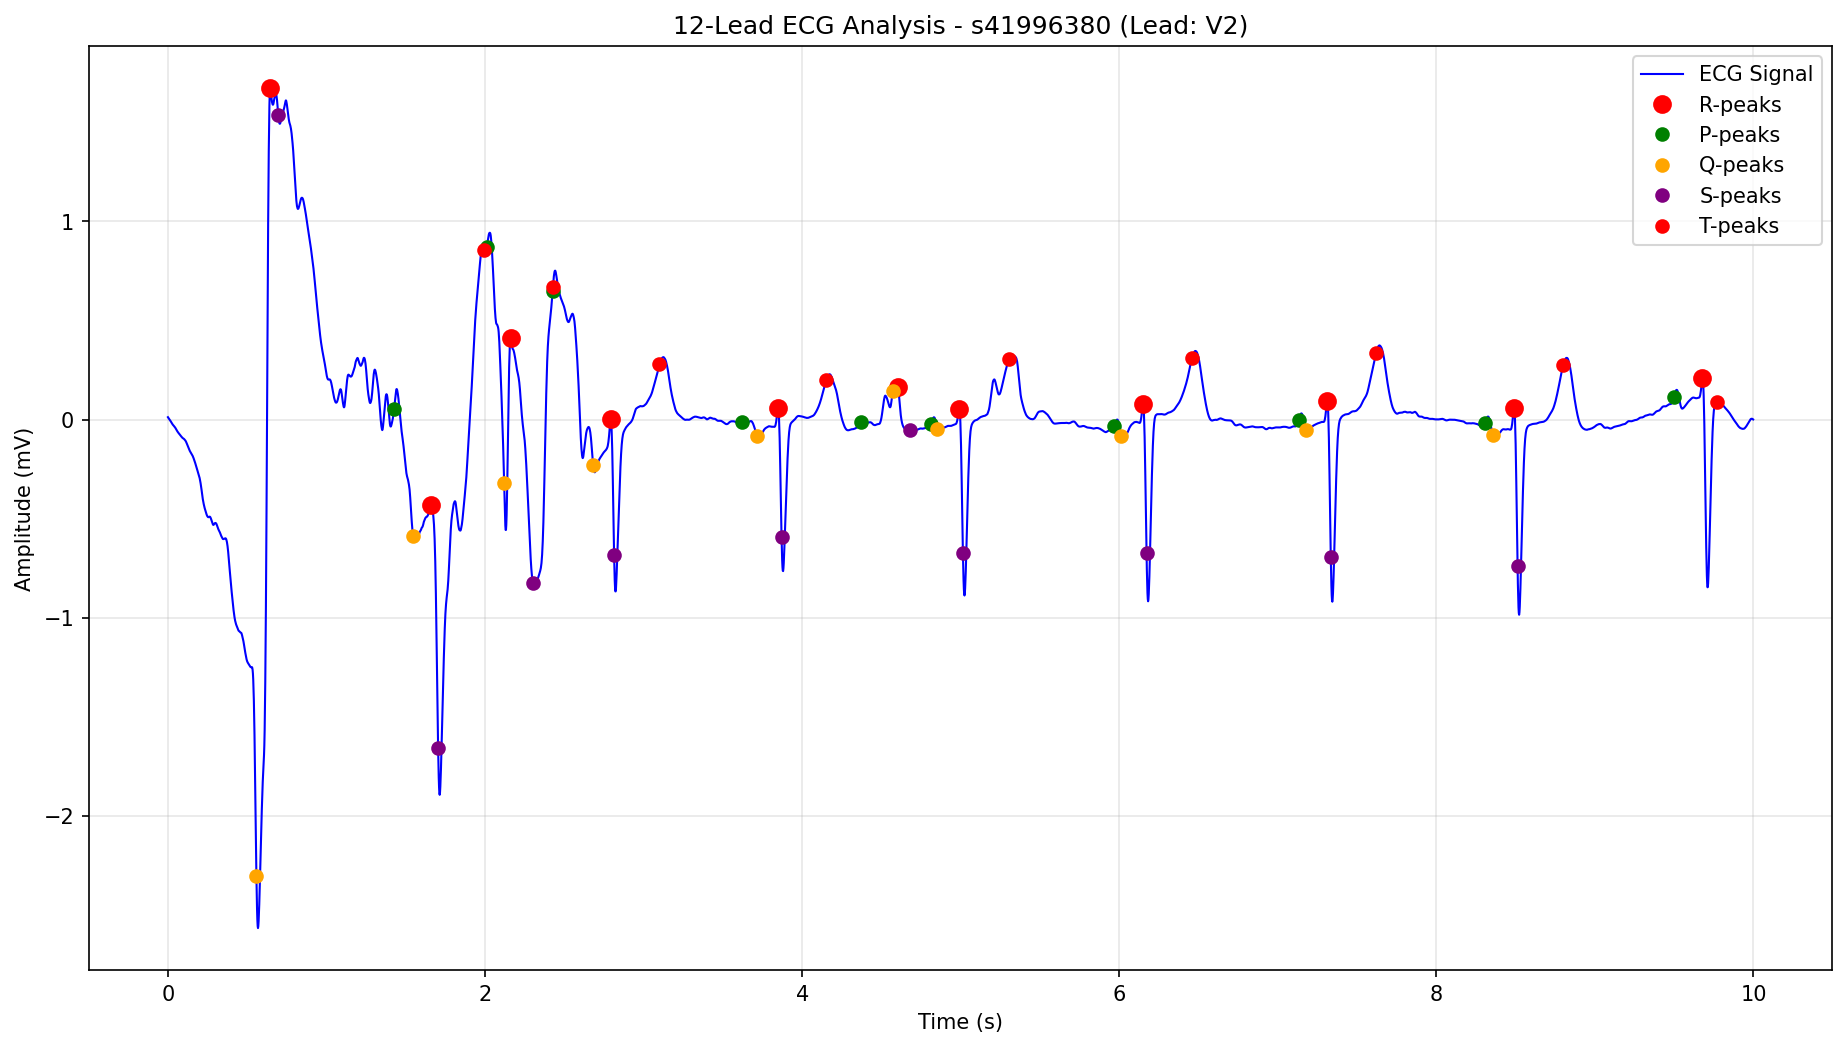 12-Lead ECG Analysis - s41996380 (Lead: V2)
ECG Signal
R-peaks
P-peaks
Q-peaks
S-peaks
T-peaks
Amplitude (mV)
1
0
−1
−2
0
2
4
6
8
10
Time (s)